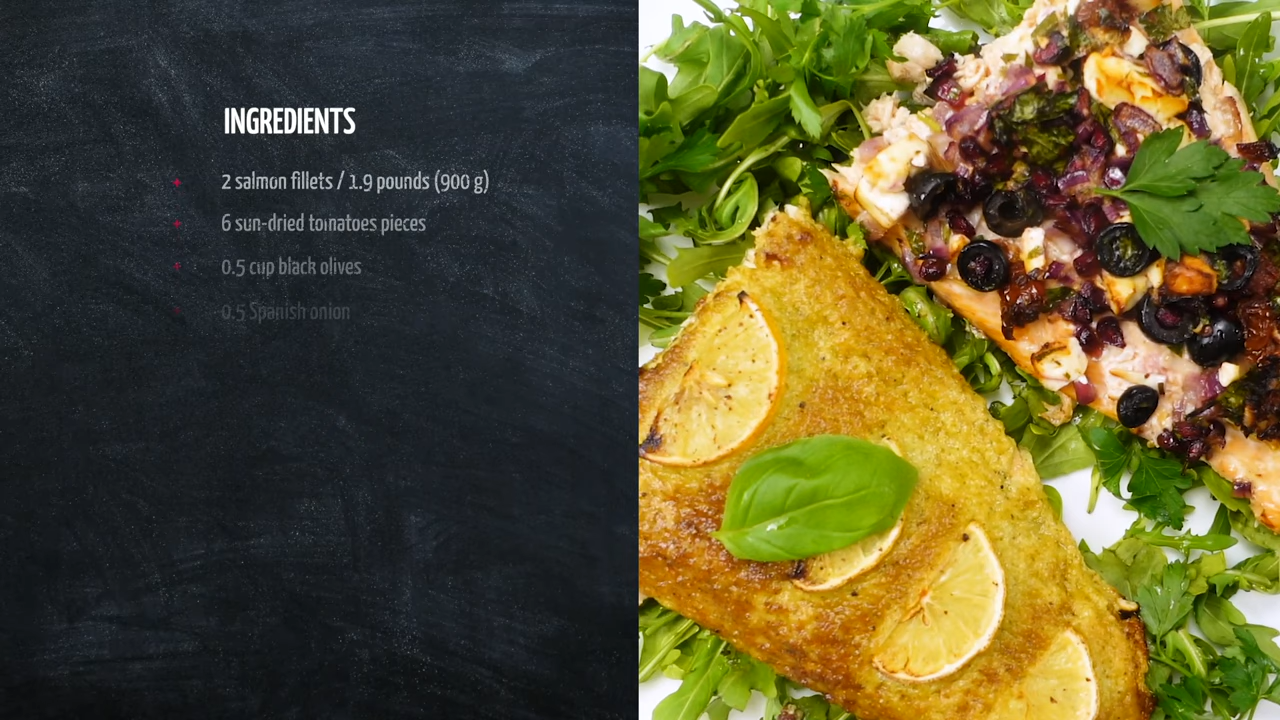 INGREDIENTS
2 salmon fillets / 1.9 pounds (900 g)
6 sun-dried tomatoes pieces
0.5 cup black olives
0.5 Spanish onion